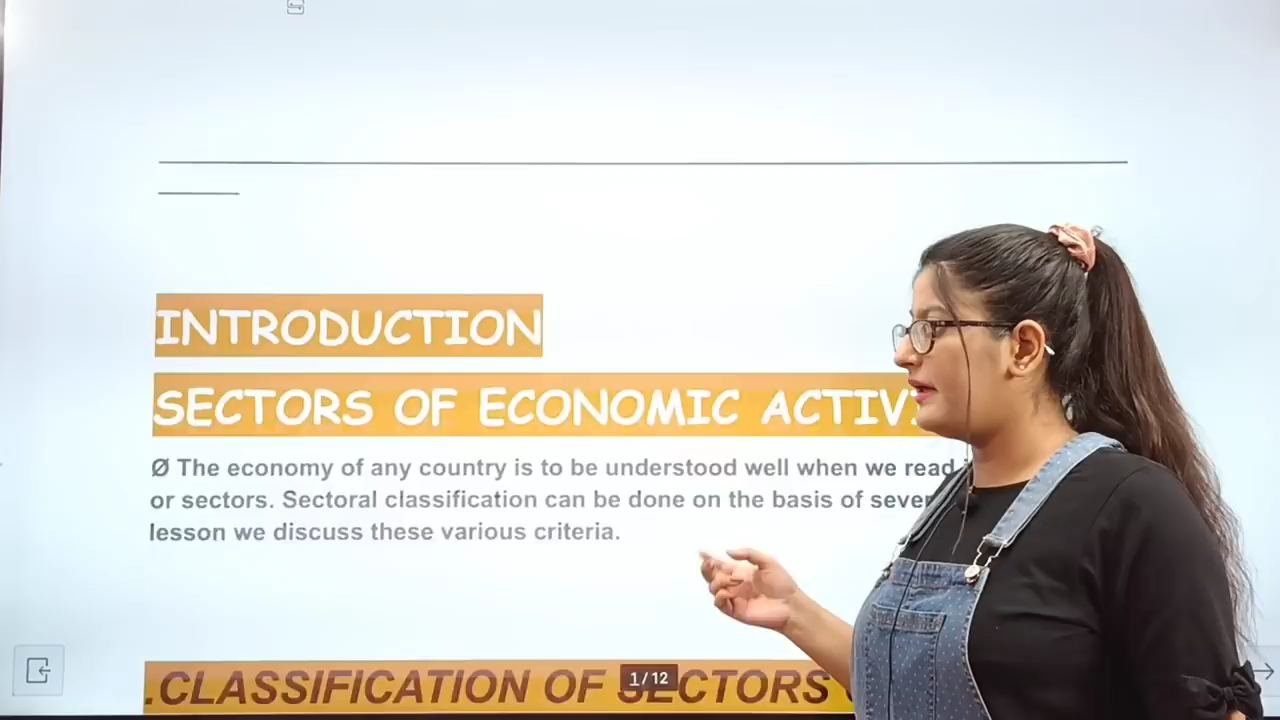 INTRODUCTION
SECTORS OF ECONOMIC
Ø The economy of any country is to be understood well when we read
or sectors. Sectoral classification can be done on the basis of
lesson we discuss these various criteria.
.CLASSIFICATION OF SECTORS
1/12